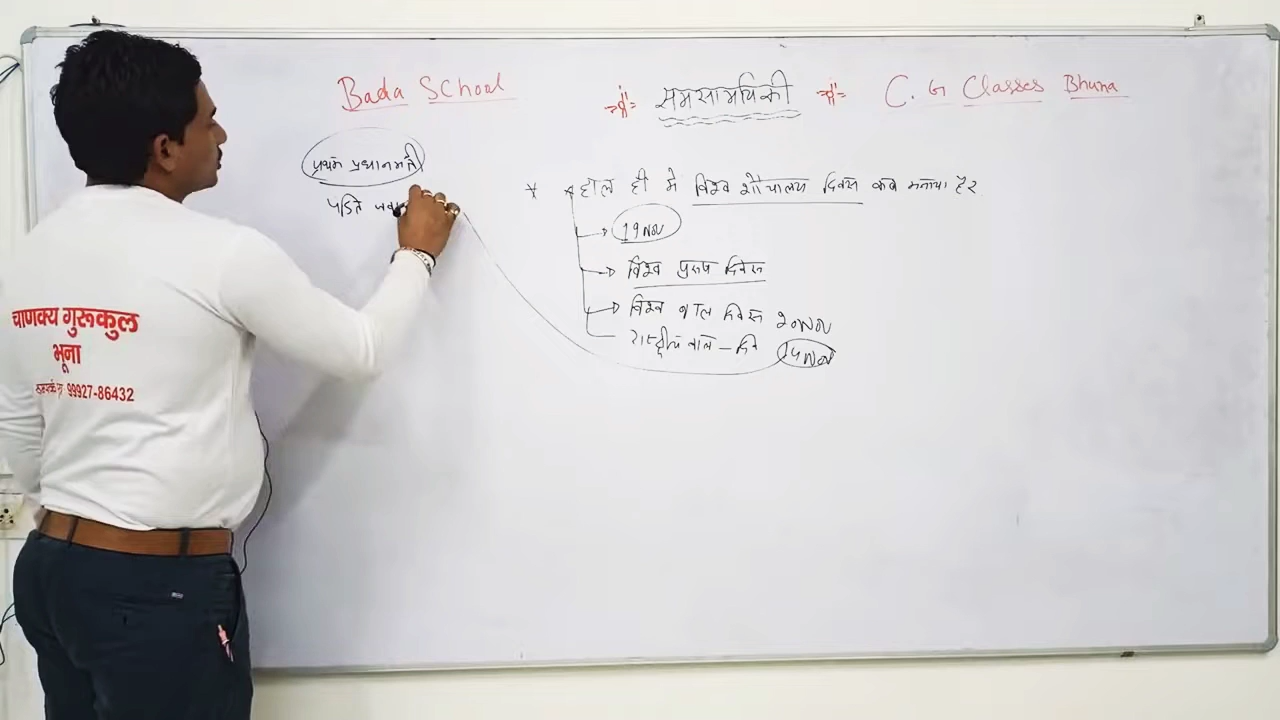 Bada School
समसामयिकी
C. G Classes Bhuna
प्रथम प्रधानमंत्री
पंडित
* हाल ही मे विश्व शौचालय दिवस कब मनाया है?
19 Nov
विश्व पुरुष दिवस
विश्व बाल दिवस 20 Nov
राष्ट्रीय बाल - दि 14 Nov
चाणक्य गुरूकुल
भूना
99927-86432